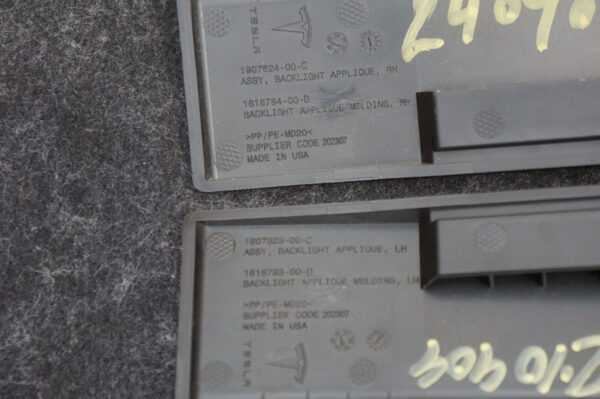 TESLA
1907624-00-C
ASSY, BACKLIGHT APPLIQUE, RH
1818784-00-D
BACKLIGHT APPLIQUE MOLDING, RH
>PP/PE-MD20<
SUPPLIER CODE 202307
MADE IN USA
1907623-00-C
ASSY, BACKLIGHT APPLIQUE, LH
1818783-00-D
BACKLIGHT APPLIQUE MOLDING, LH
>PP/PE-MD20<
SUPPLIER CODE 202307
MADE IN USA
TESLA